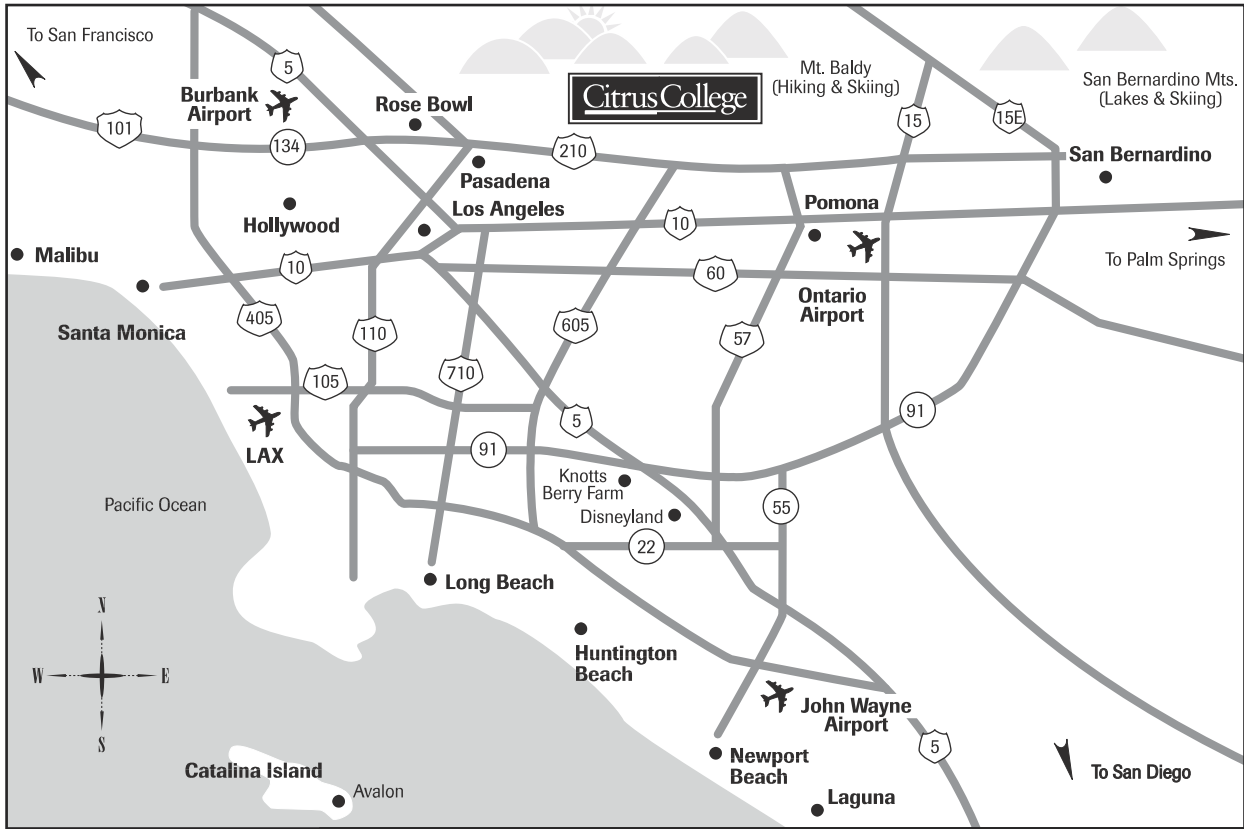 To San Francisco
5
Burbank
Airport
Rose Bowl
Citrus College
Mt. Baldy
(Hiking & Skiing)
San Bernardino Mts.
(Lakes & Skiing)
101
134
210
15
15E
San Bernardino
Pasadena
Hollywood
Los Angeles
10
Pomona
Malibu
10
60
To Palm Springs
Ontario
Airport
Santa Monica
405
110
605
57
105
710
5
91
LAX
91
Knotts
Berry Farm
Disneyland
Pacific Ocean
55
22
Long Beach
N
W
E
S
Huntington
Beach
John Wayne
Airport
5
Newport
Beach
To San Diego
Catalina Island
Avalon
Laguna